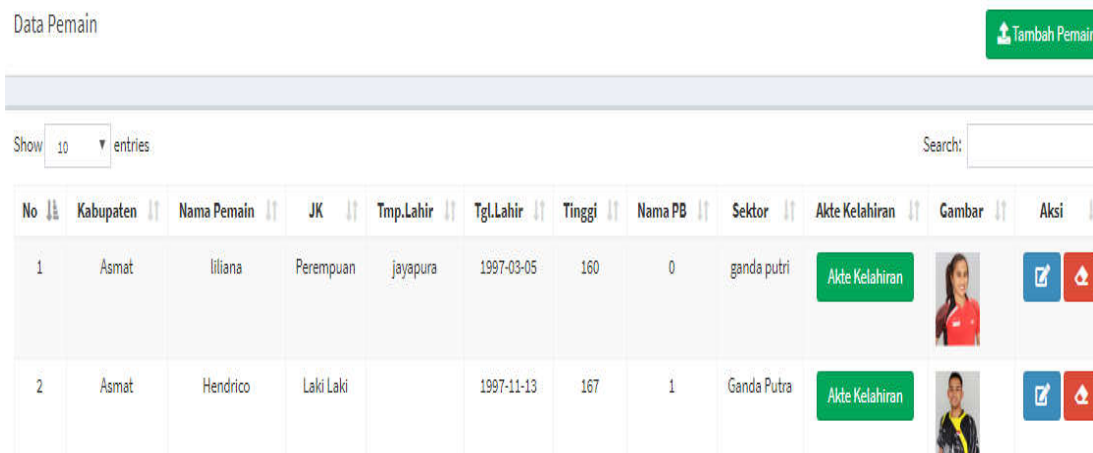 Data Pemain
Tambah Pemain
Show 10 entries
Search:
No Kabupaten Nama Pemain JK Tmp.Lahir Tgl.Lahir Tinggi Nama PB Sektor Akte Kelahiran Gambar Aksi
1 Asmat liliana Perempuan jayapura 1997-03-05 160 0 ganda putri Akte Kelahiran
2 Asmat Hendrico Laki Laki 1997-11-13 167 1 Ganda Putra Akte Kelahiran